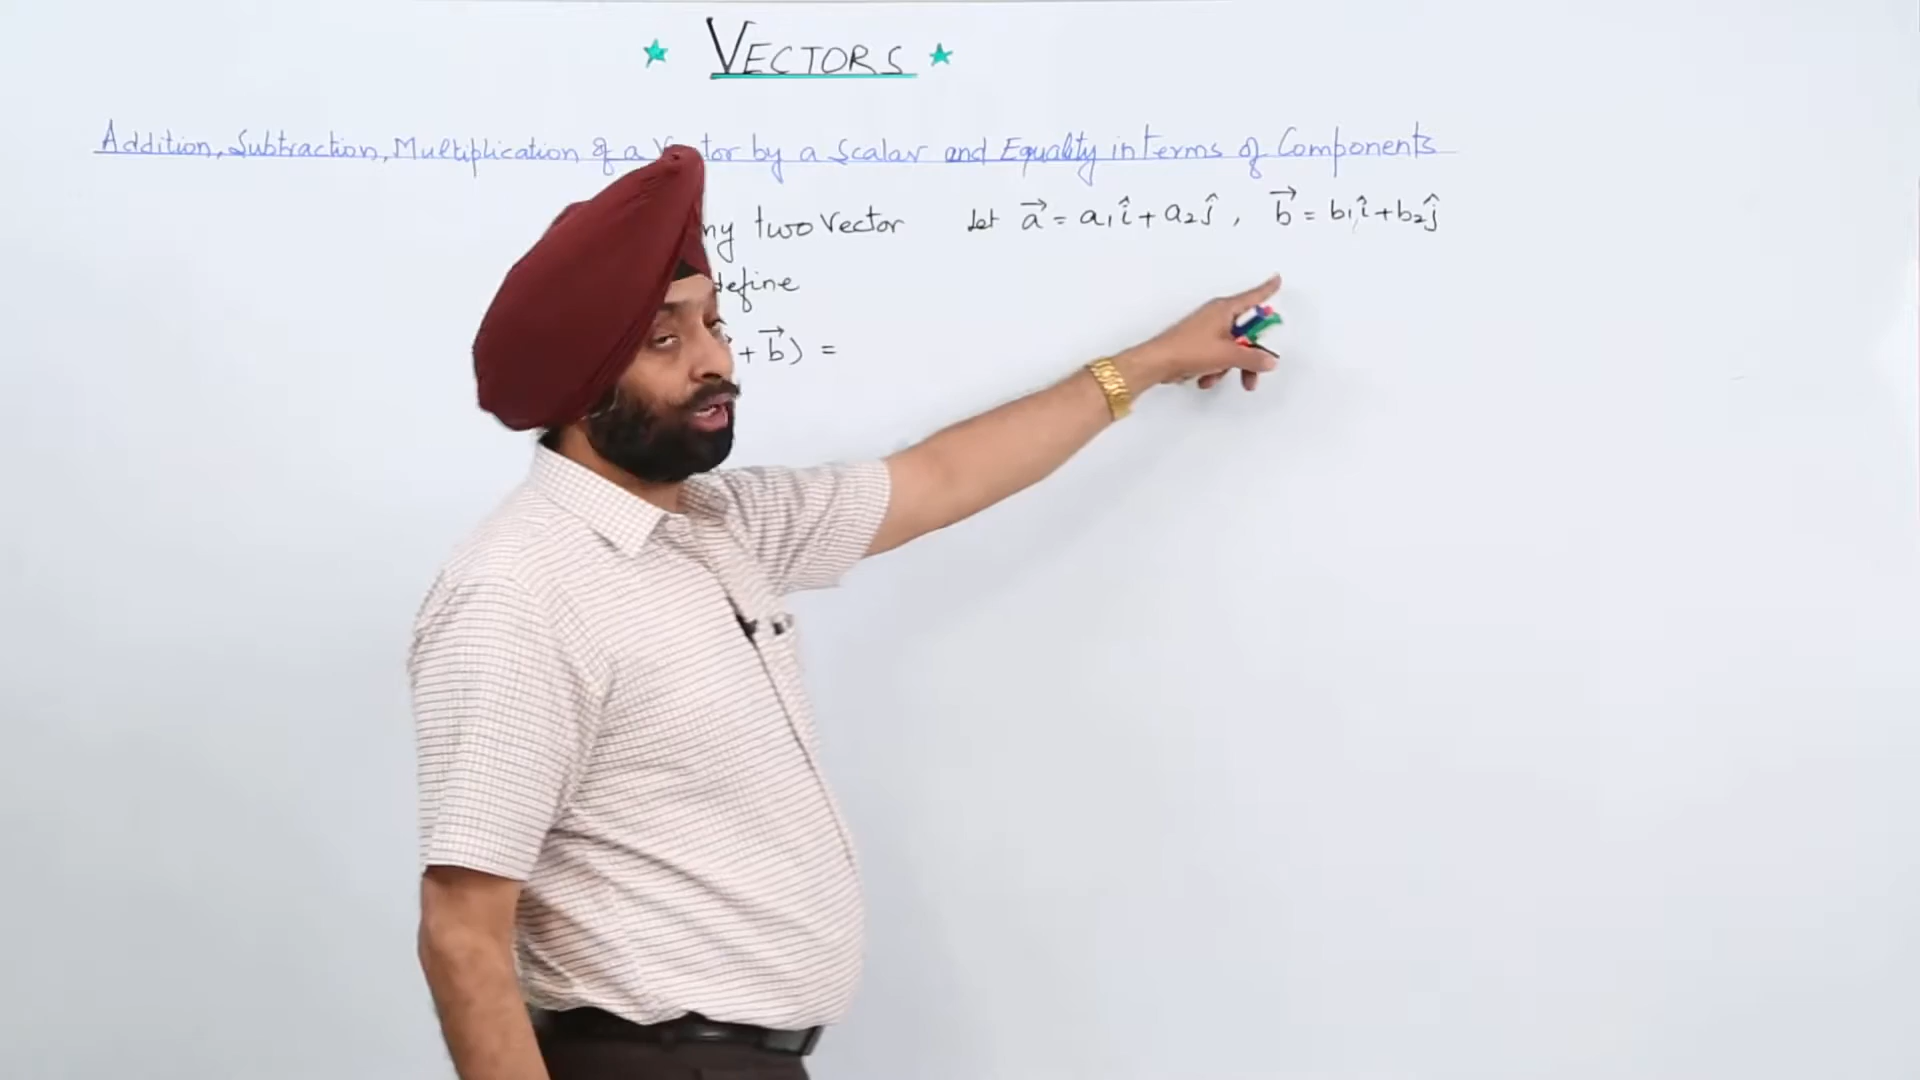 ★ VECTORS ★
Addition, Subtraction, Multiplication of a Vector by a Scalar and Equality in terms of Components
two Vector let a⃗ = a₁î + a₂ĵ , b⃗ = b₁î + b₂ĵ
define
+ b⃗) =